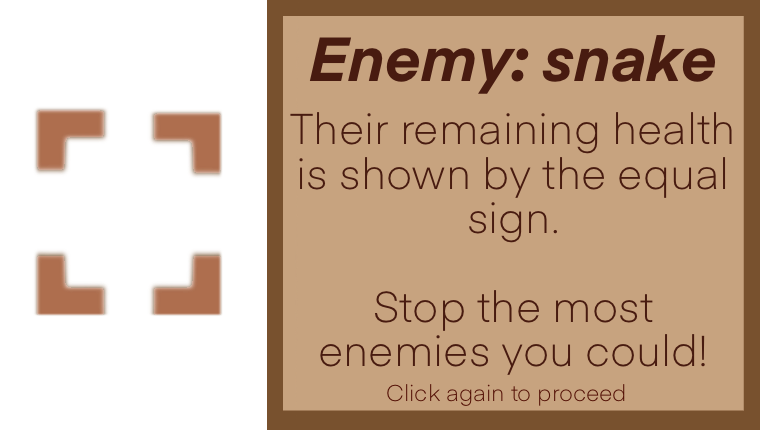 Enemy: snake
Their remaining health
is shown by the equal
sign.
Stop the most
enemies you could!
Click again to proceed